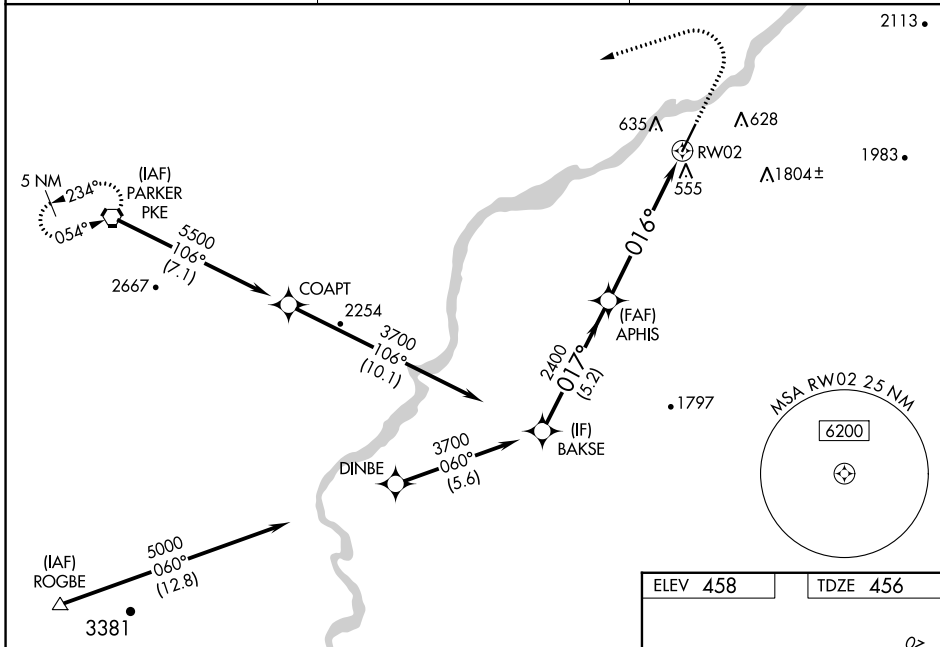 2113
635
628
RW02
1983
555
1804±
5 NM
234°
054°
(IAF)
PARKER
PKE
5500
106°
(7.1)
2667
COAPT
2254
3700
106°
(10.1)
016°
(FAF)
APHIS
2400
017°
(5.2)
1797
(IF)
BAKSE
3700
060°
(5.6)
DINBE
MSA RW02 25 NM
6200
(IAF)
ROGBE
5000
060°
(12.8)
3381
ELEV 458
TDZE 456